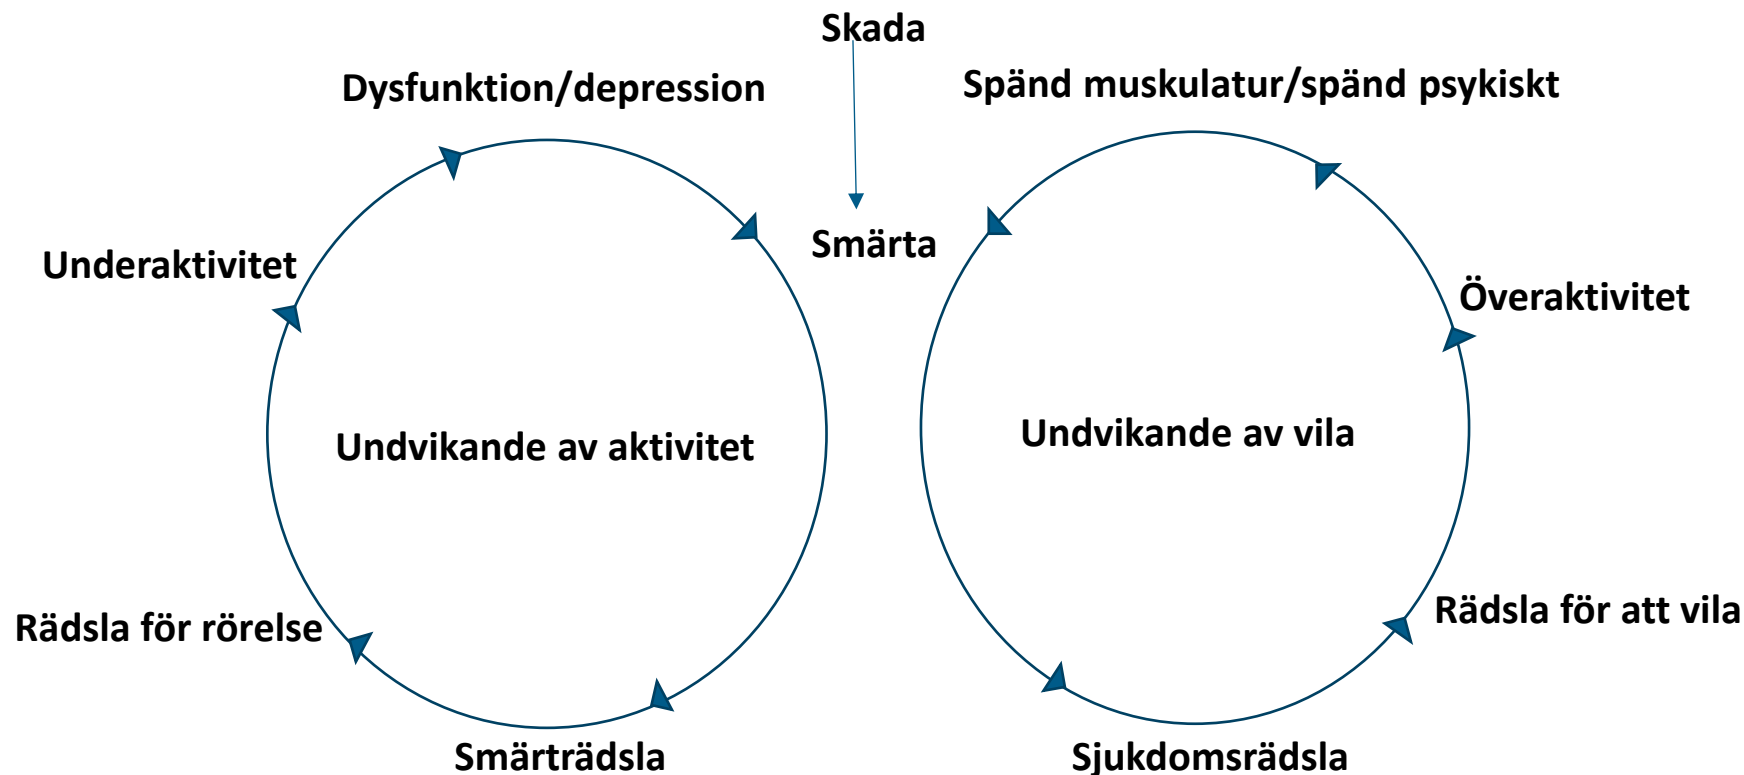 Skada
Dysfunktion/depression
Spänd muskulatur/spänd psykiskt
Smärta
Underaktivitet
Överaktivitet
Undvikande av aktivitet
Undvikande av vila
Rädsla för rörelse
Rädsla för att vila
Smärträdsla
Sjukdomsrädsla